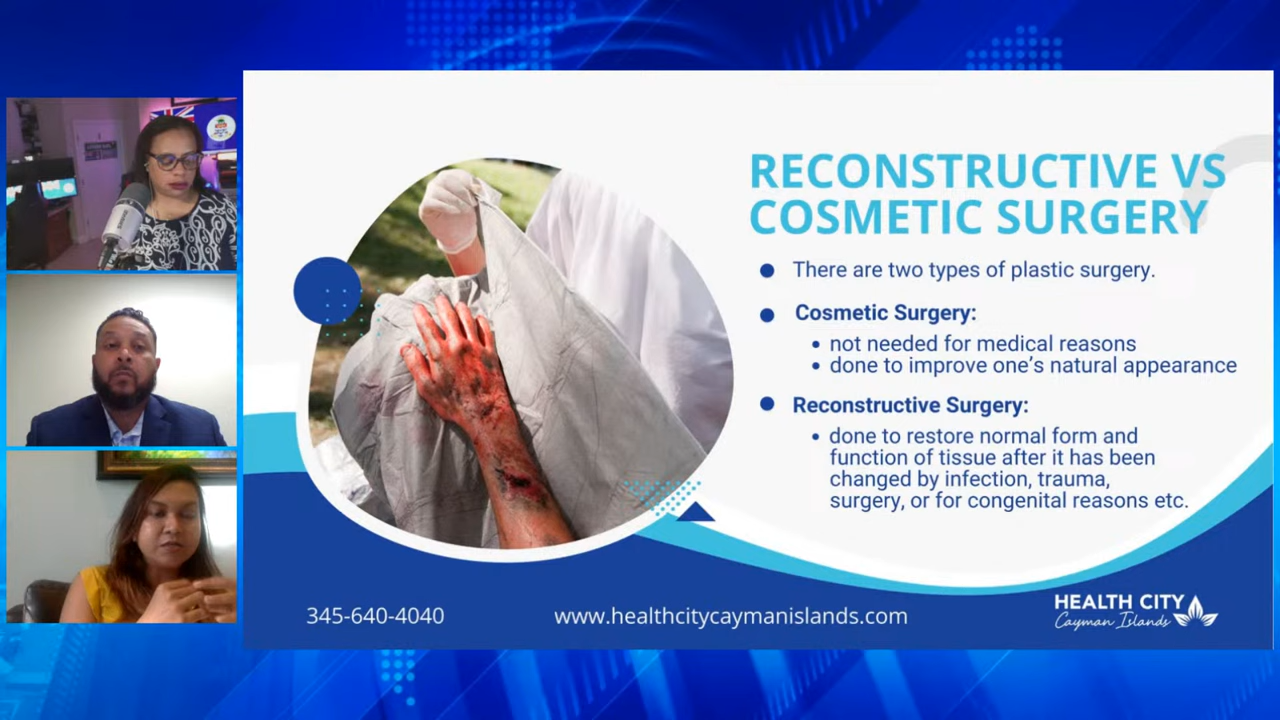 RECONSTRUCTIVE VS
COSMETIC SURGERY
There are two types of plastic surgery.
Cosmetic Surgery:
not needed for medical reasons
done to improve one’s natural appearance
Reconstructive Surgery:
done to restore normal form and
function of tissue after it has been
changed by infection, trauma,
surgery, or for congenital reasons etc.
345-640-4040
www.healthcitycaymanislands.com
HEALTH CITY
Cayman Islands